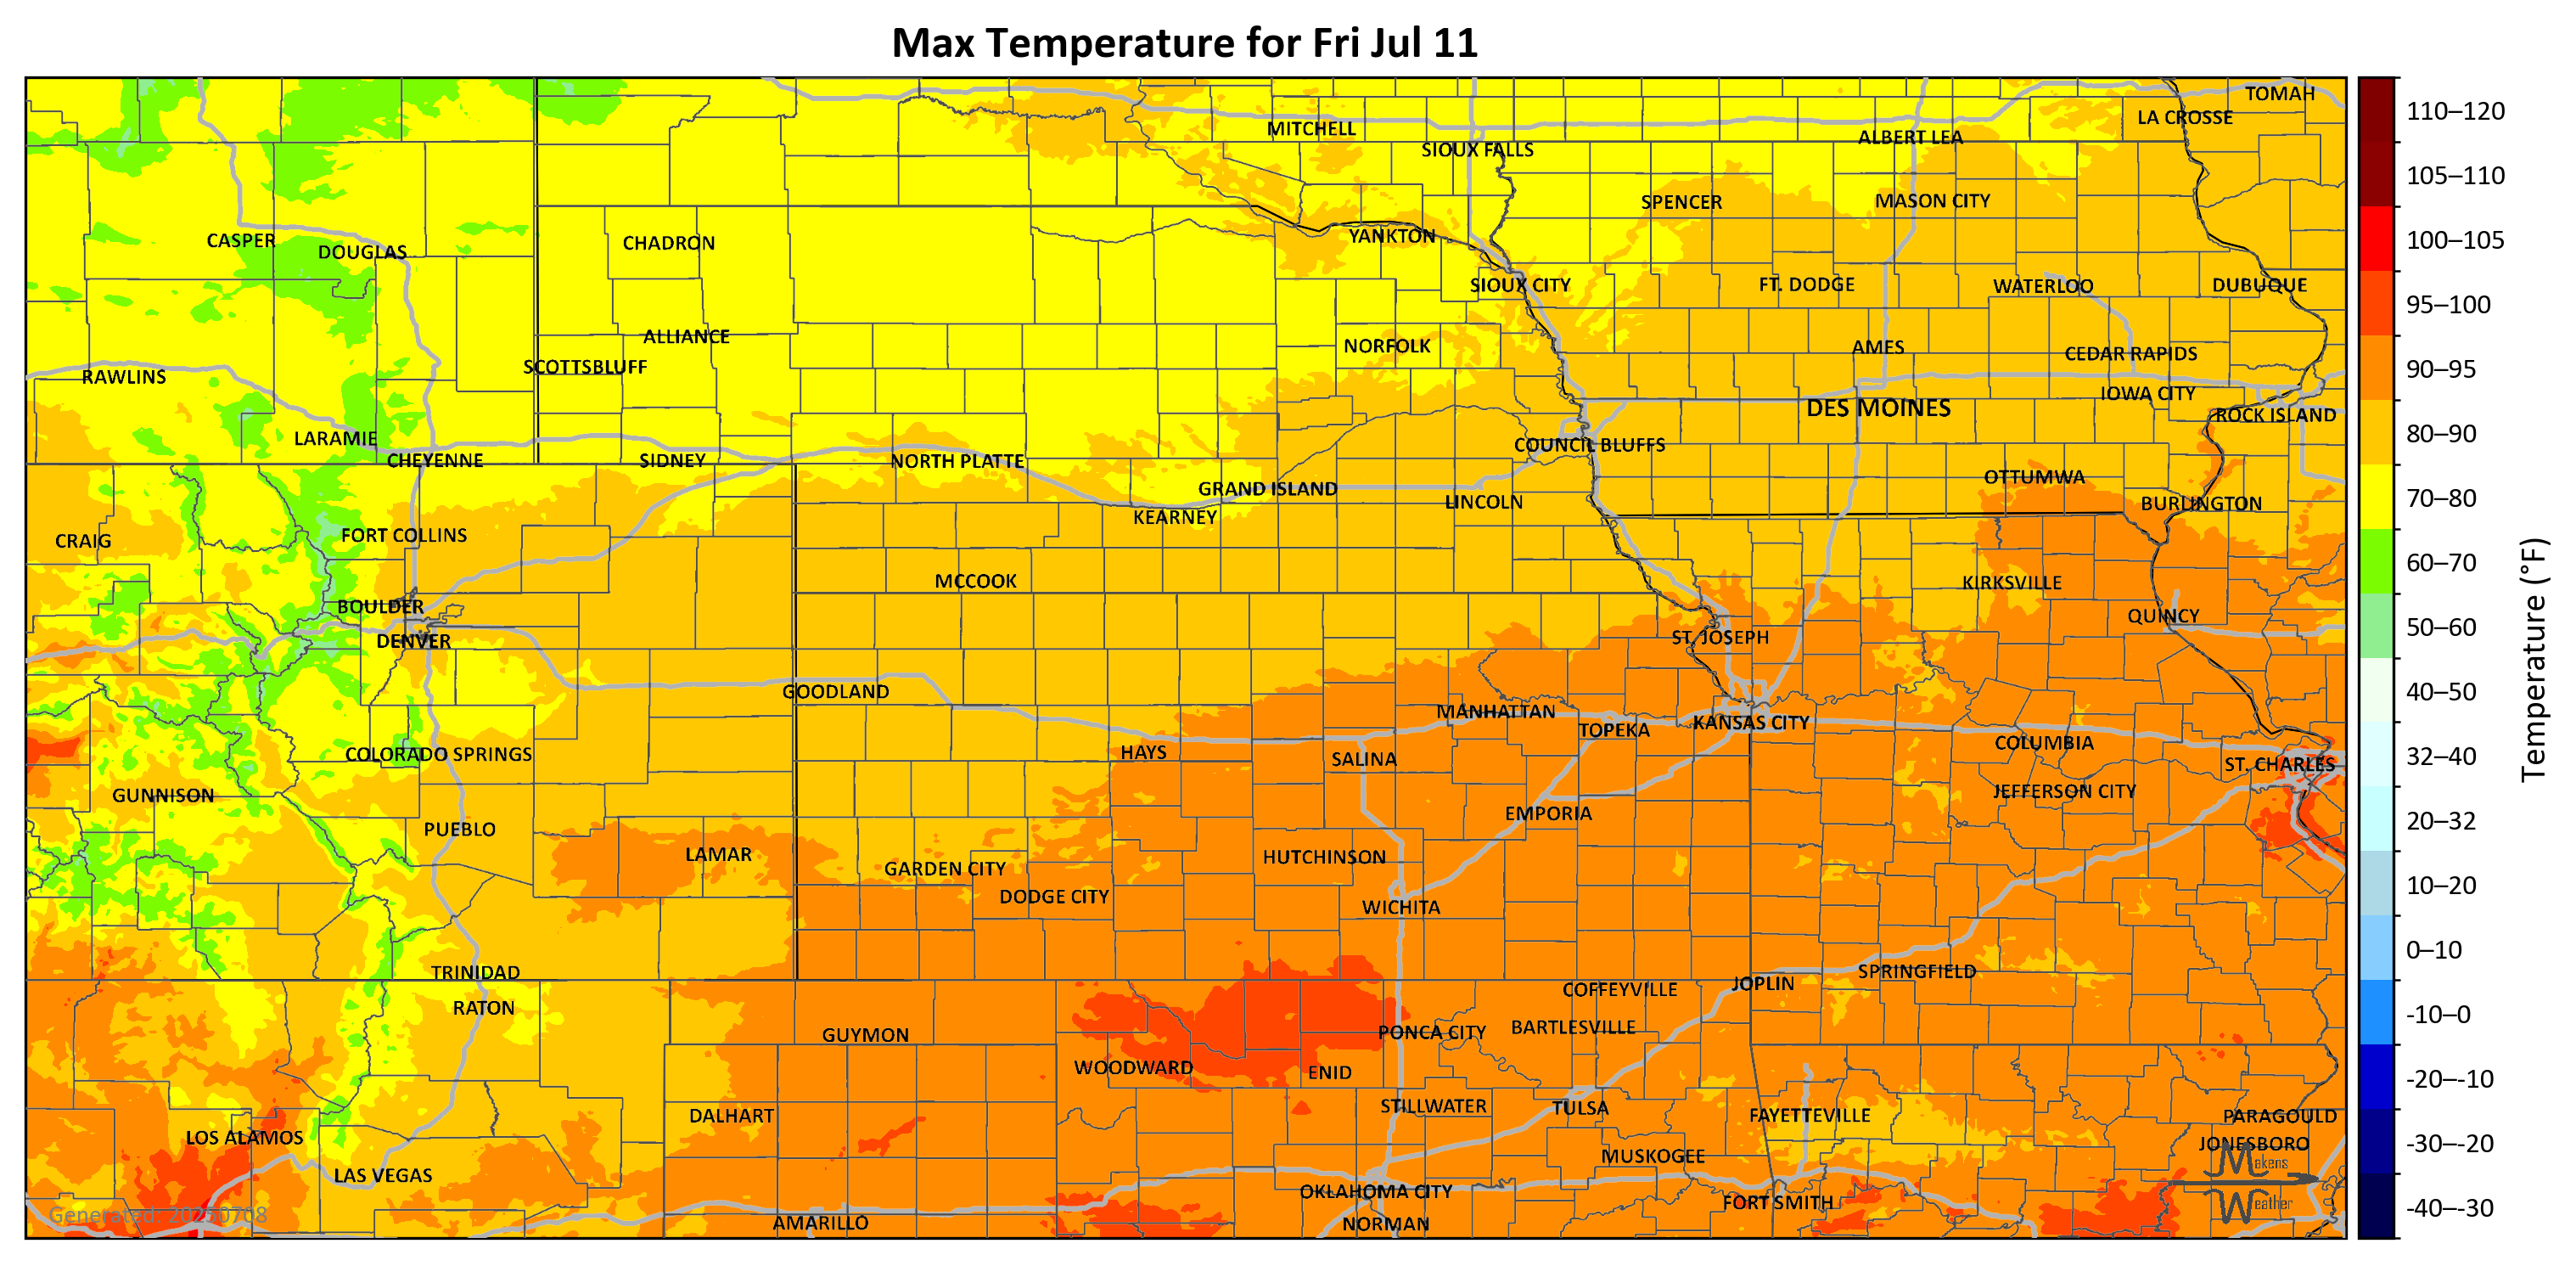 Max Temperature for Fri Jul 11
TOMAH
LA CROSSE
MITCHELL
ALBERT LEA
SIOUX FALLS
SPENCER
MASON CITY
CASPER
DOUGLAS
CHADRON
YANKTON
SIOUX CITY
FT. DODGE
WATERLOO
DUBUQUE
ALLIANCE
NORFOLK
AMES
CEDAR RAPIDS
SCOTTSBLUFF
RAWLINS
IOWA CITY
DES MOINES
ROCK ISLAND
LARAMIE
COUNCIL BLUFFS
CHEYENNE
SIDNEY
NORTH PLATTE
OTTUMWA
GRAND ISLAND
LINCOLN
BURLINGTON
KEARNEY
FORT COLLINS
CRAIG
MCCOOK
KIRKSVILLE
BOULDER
QUINCY
DENVER
ST. JOSEPH
GOODLAND
MANHATTAN
TOPEKA
KANSAS CITY
COLUMBIA
COLORADO SPRINGS
HAYS
SALINA
ST. CHARLES
GUNNISON
JEFFERSON CITY
EMPORIA
PUEBLO
LAMAR
HUTCHINSON
GARDEN CITY
DODGE CITY
WICHITA
TRINIDAD
SPRINGFIELD
JOPLIN
COFFEYVILLE
RATON
GUYMON
PONCA CITY
BARTLESVILLE
WOODWARD
ENID
DALHART
STILLWATER
TULSA
FAYETTEVILLE
PARAGOULD
LOS ALAMOS
JONESBORO
MUSKOGEE
LAS VEGAS
OKLAHOMA CITY
FORT SMITH
AMARILLO
NORMAN
Generated: 20250708
Makens
Weather
110–120
105–110
100–105
95–100
90–95
80–90
70–80
60–70
50–60
40–50
32–40
20–32
10–20
0–10
-10–0
-20–-10
-30–-20
-40–-30
Temperature (°F)